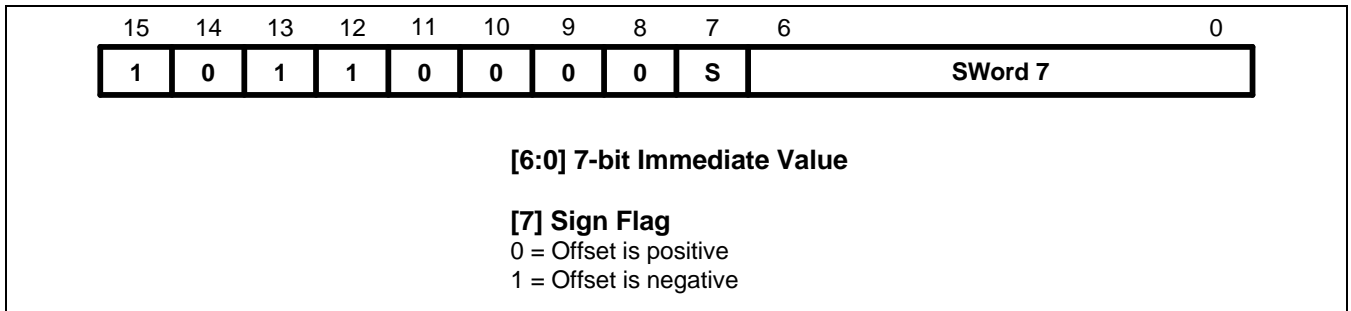 15 14 13 12 11 10 9 8 7 6 0
1 0 1 1 0 0 0 0 S SWord 7
[6:0] 7-bit Immediate Value
[7] Sign Flag
0 = Offset is positive
1 = Offset is negative